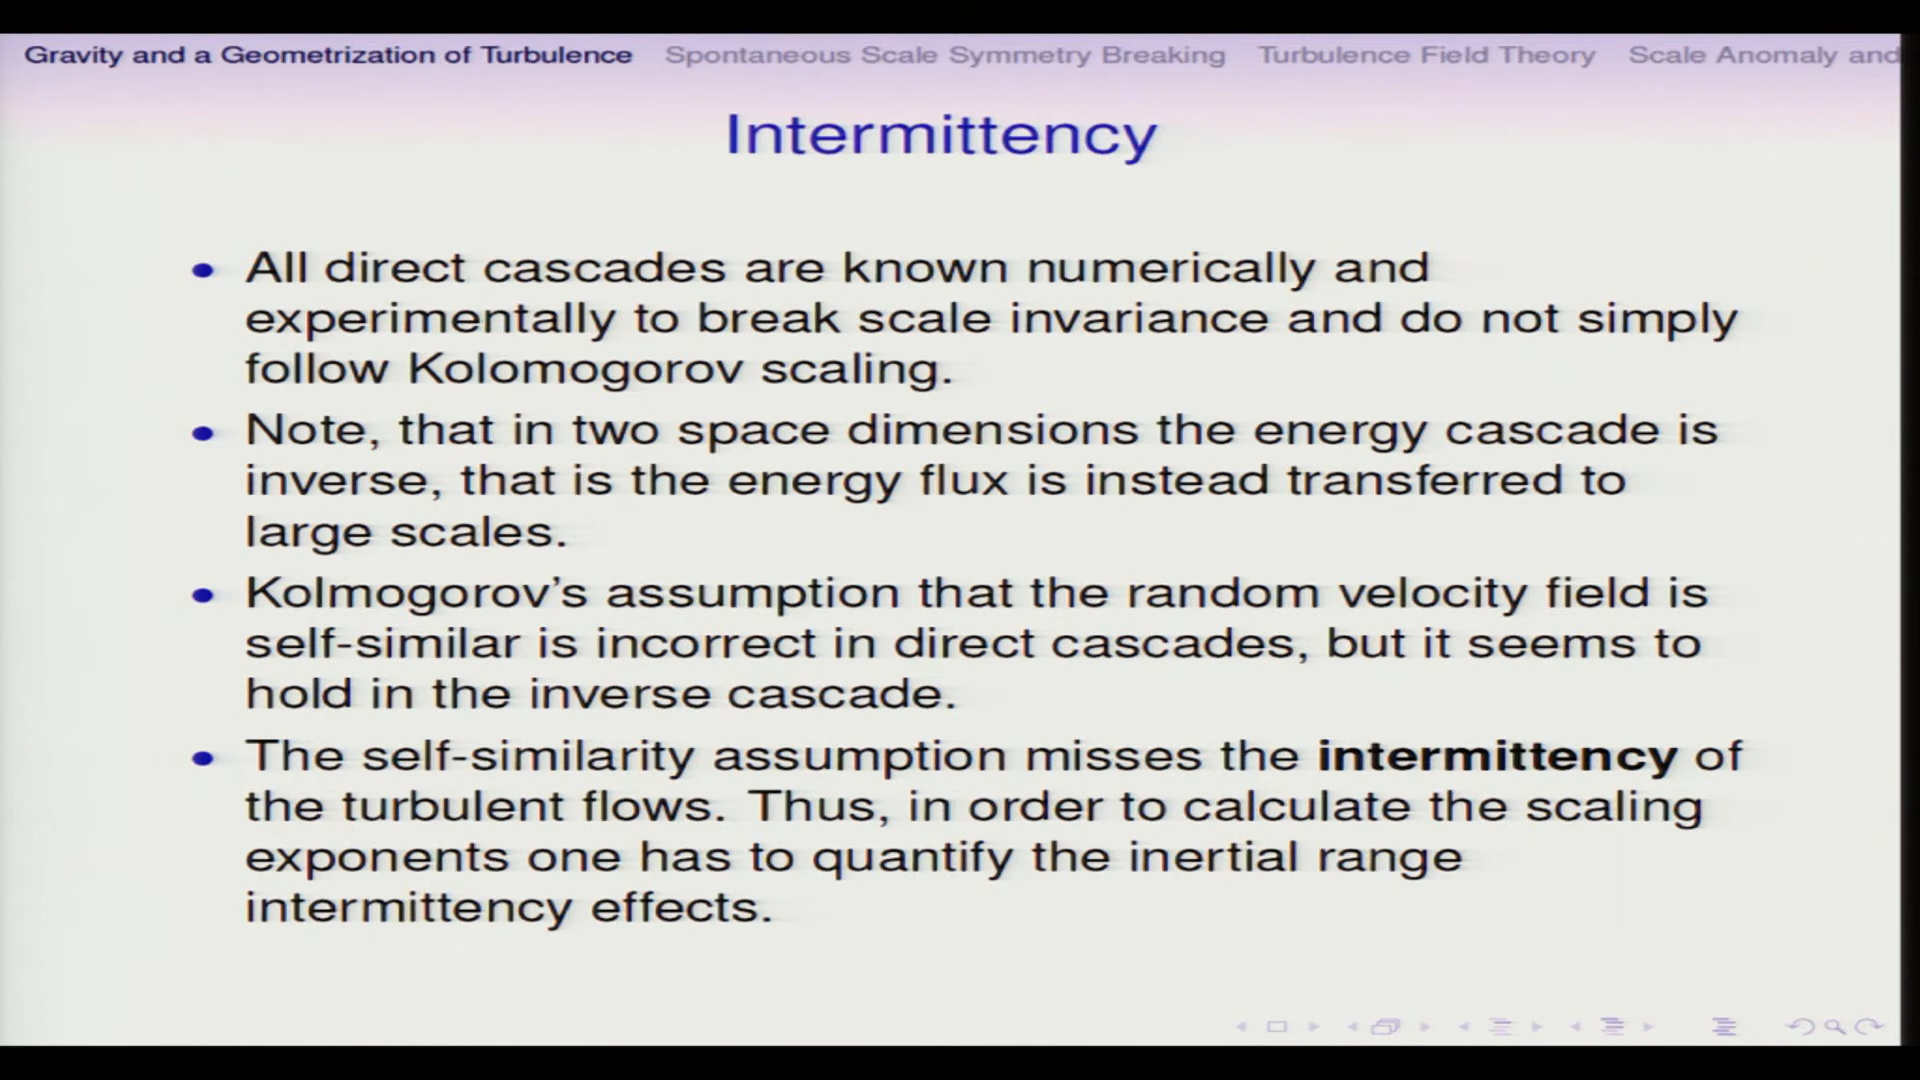 Gravity and a Geometrization of Turbulence Spontaneous Scale Symmetry Breaking Turbulence Field Theory Scale Anomaly and
Intermittency
• All direct cascades are known numerically and
experimentally to break scale invariance and do not simply
follow Kolomogorov scaling.
• Note, that in two space dimensions the energy cascade is
inverse, that is the energy flux is instead transferred to
large scales.
• Kolmogorov's assumption that the random velocity field is
self-similar is incorrect in direct cascades, but it seems to
hold in the inverse cascade.
• The self-similarity assumption misses the intermittency of
the turbulent flows. Thus, in order to calculate the scaling
exponents one has to quantify the inertial range
intermittency effects.